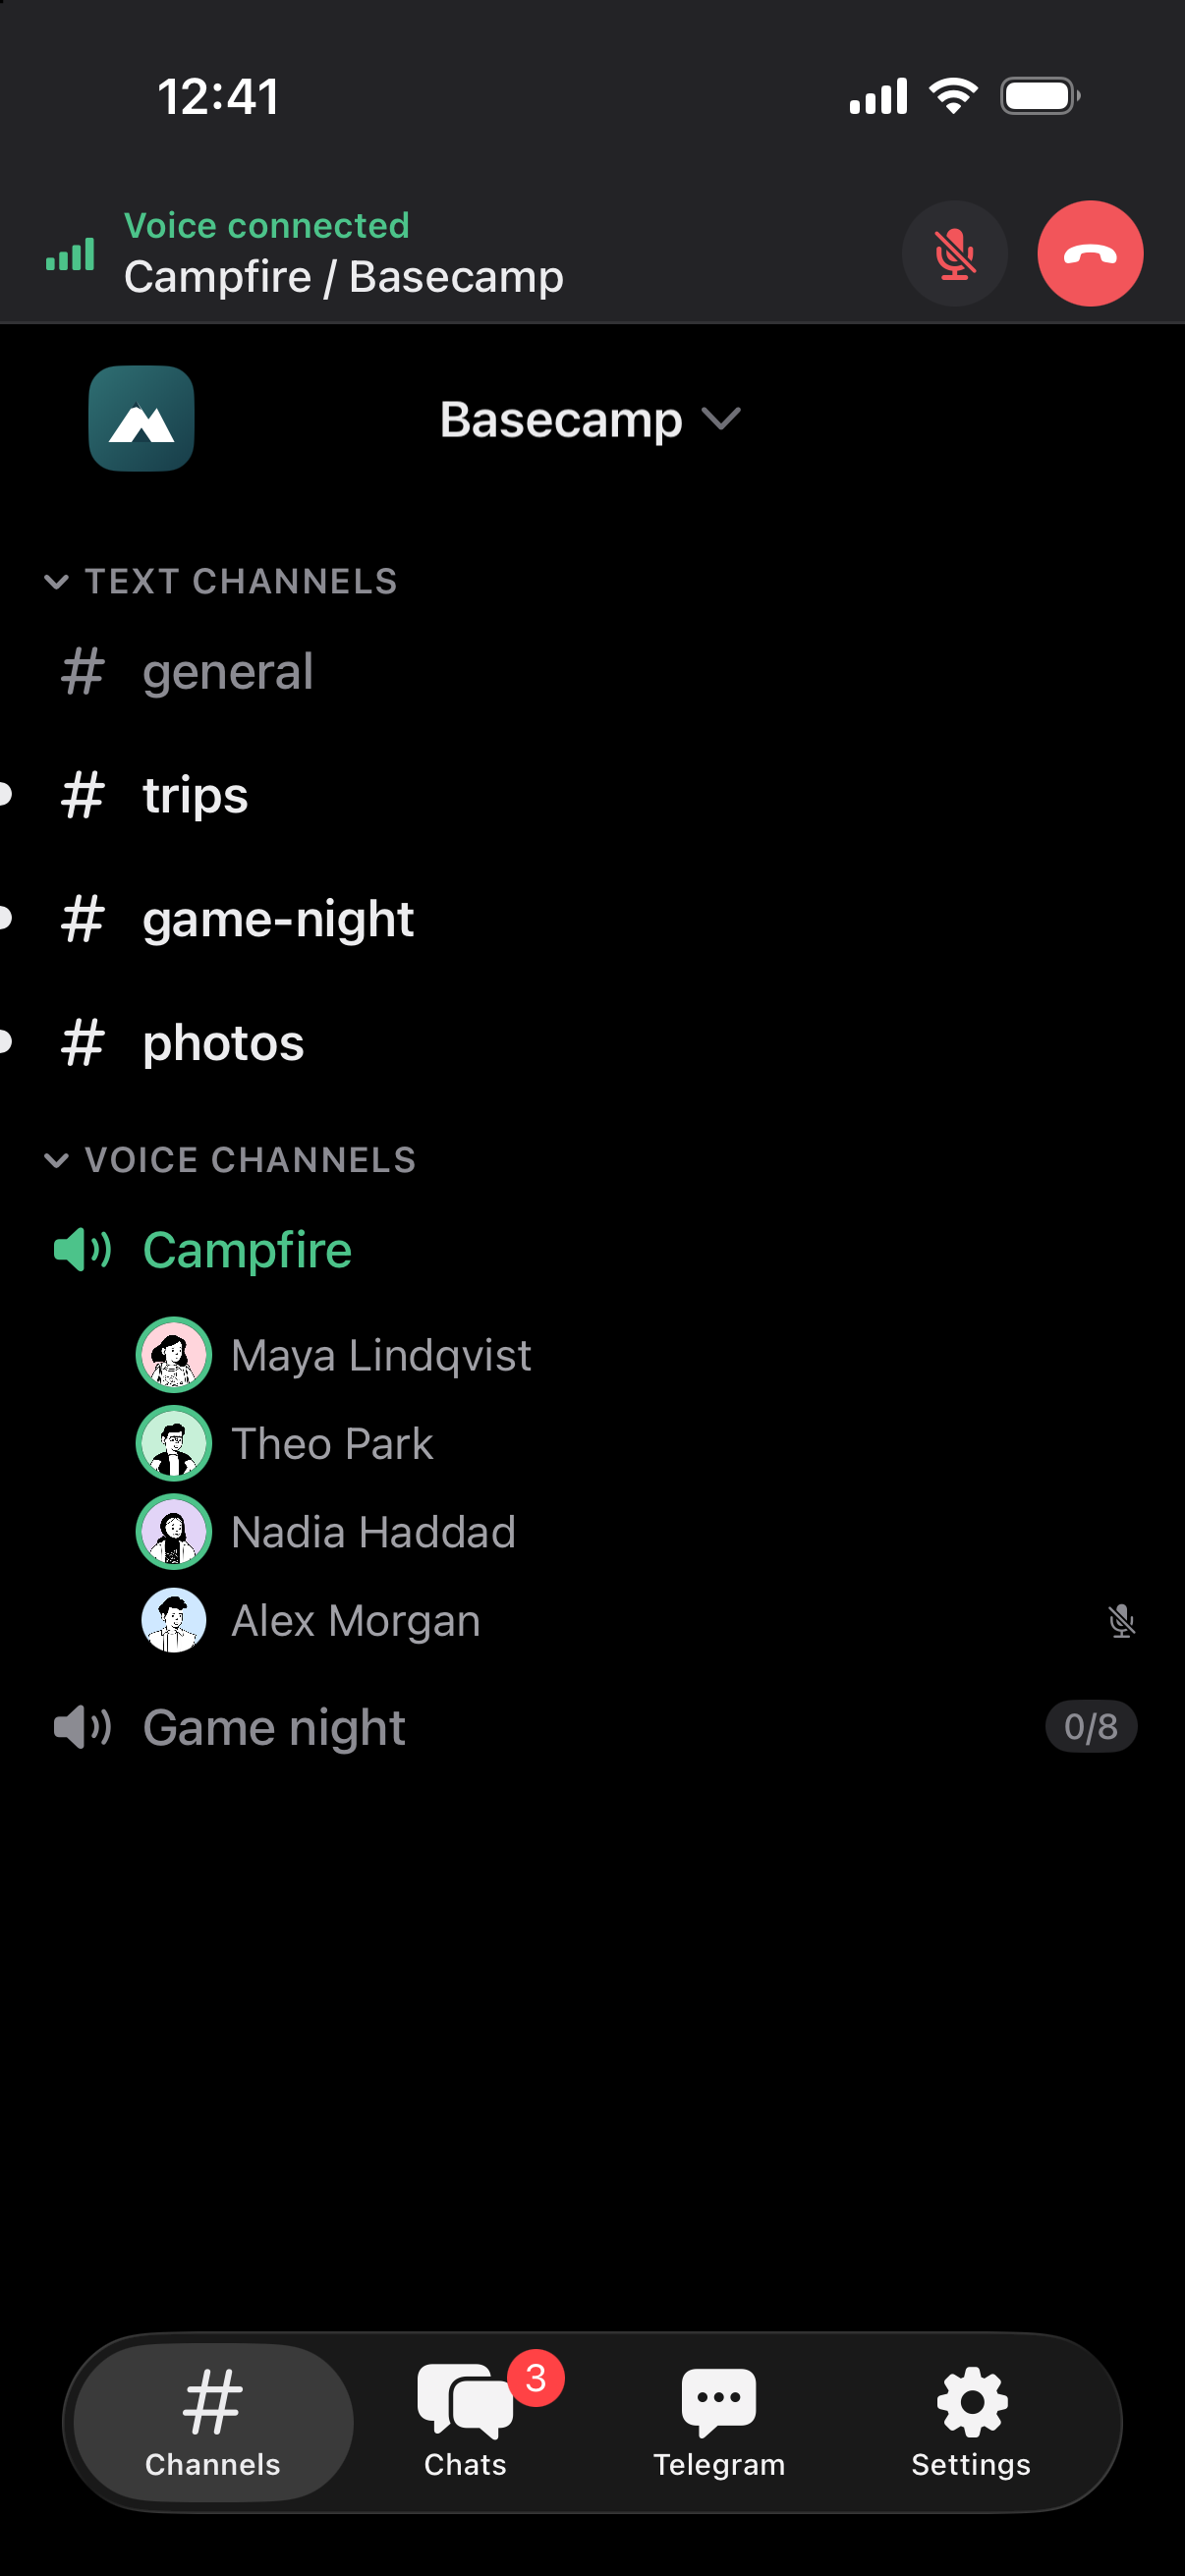 12:41
Voice connected
Campfire / Basecamp
Basecamp
TEXT CHANNELS
# general
# trips
# game-night
# photos
VOICE CHANNELS
Campfire
Maya Lindqvist
Theo Park
Nadia Haddad
Alex Morgan
Game night 0/8
3
Channels Chats Telegram Settings